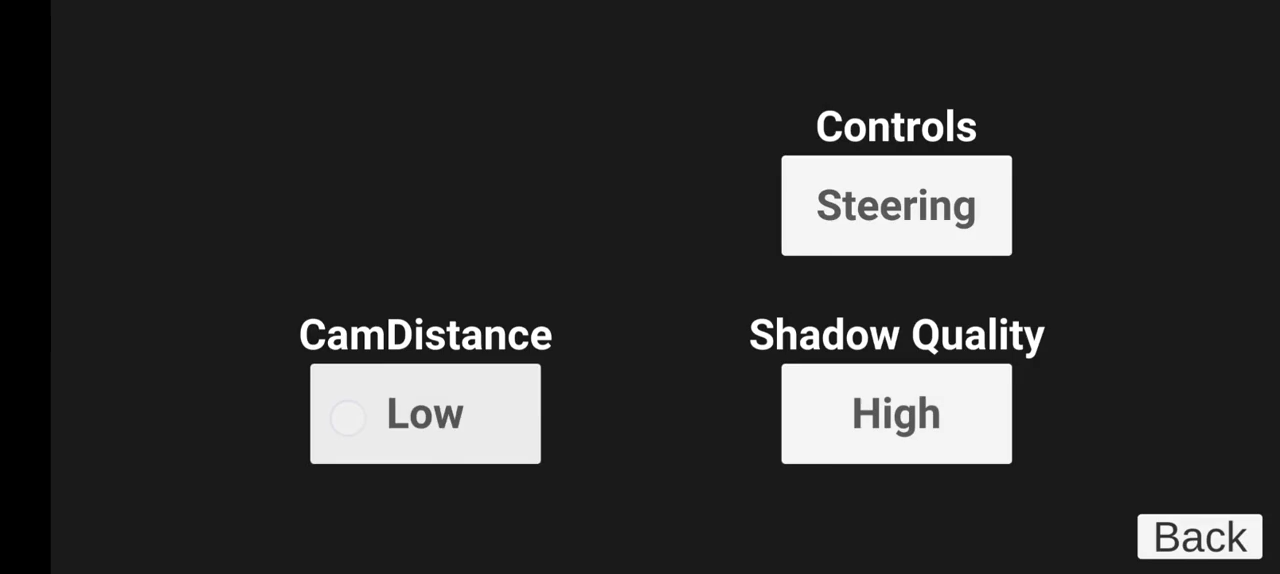 Controls
Steering
CamDistance
Low
Shadow Quality
High
Back